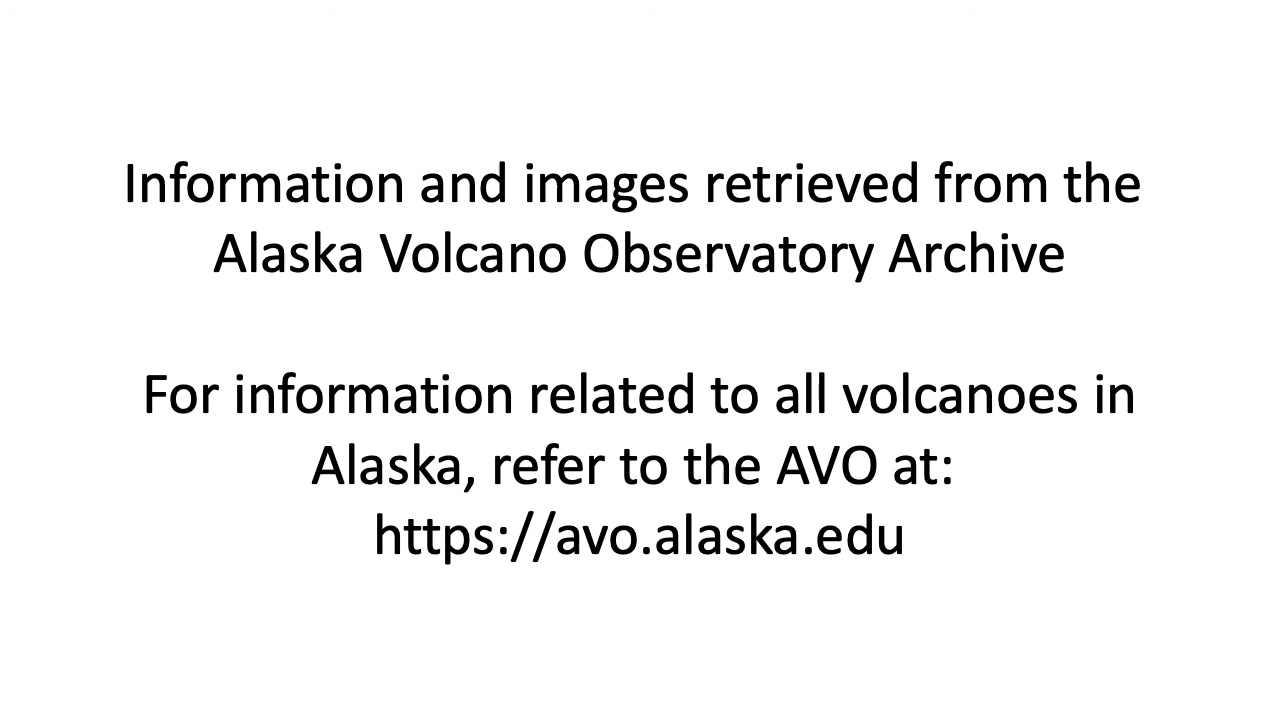 Information and images retrieved from the
Alaska Volcano Observatory Archive
For information related to all volcanoes in
Alaska, refer to the AVO at:
https://avo.alaska.edu